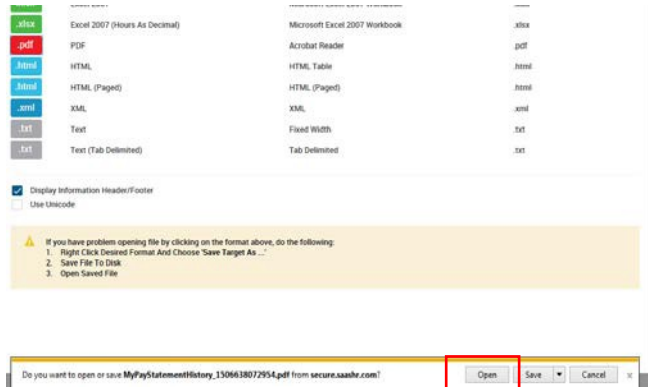 .xlsx Excel 2007 (Hours As Decimal) Microsoft Excel 2007 Workbook .xlsx
.pdf PDF Acrobat Reader .pdf
.html HTML HTML Table .html
.html HTML (Paged) HTML (Paged) .html
.xml XML XML .xml
.txt Text Fixed Width .txt
.txt Text (Tab Delimited) Tab Delimited .txt
Display Information Header/Footer
Use Unicode
If you have problem opening file by clicking on the format above, do the following:
1. Right Click Desired Format And Choose 'Save Target As ...'
2. Save File To Disk
3. Open Saved File
Do you want to open or save MyPayStatementHistory_1506638072954.pdf from secure.saashr.com? Open Save Cancel x